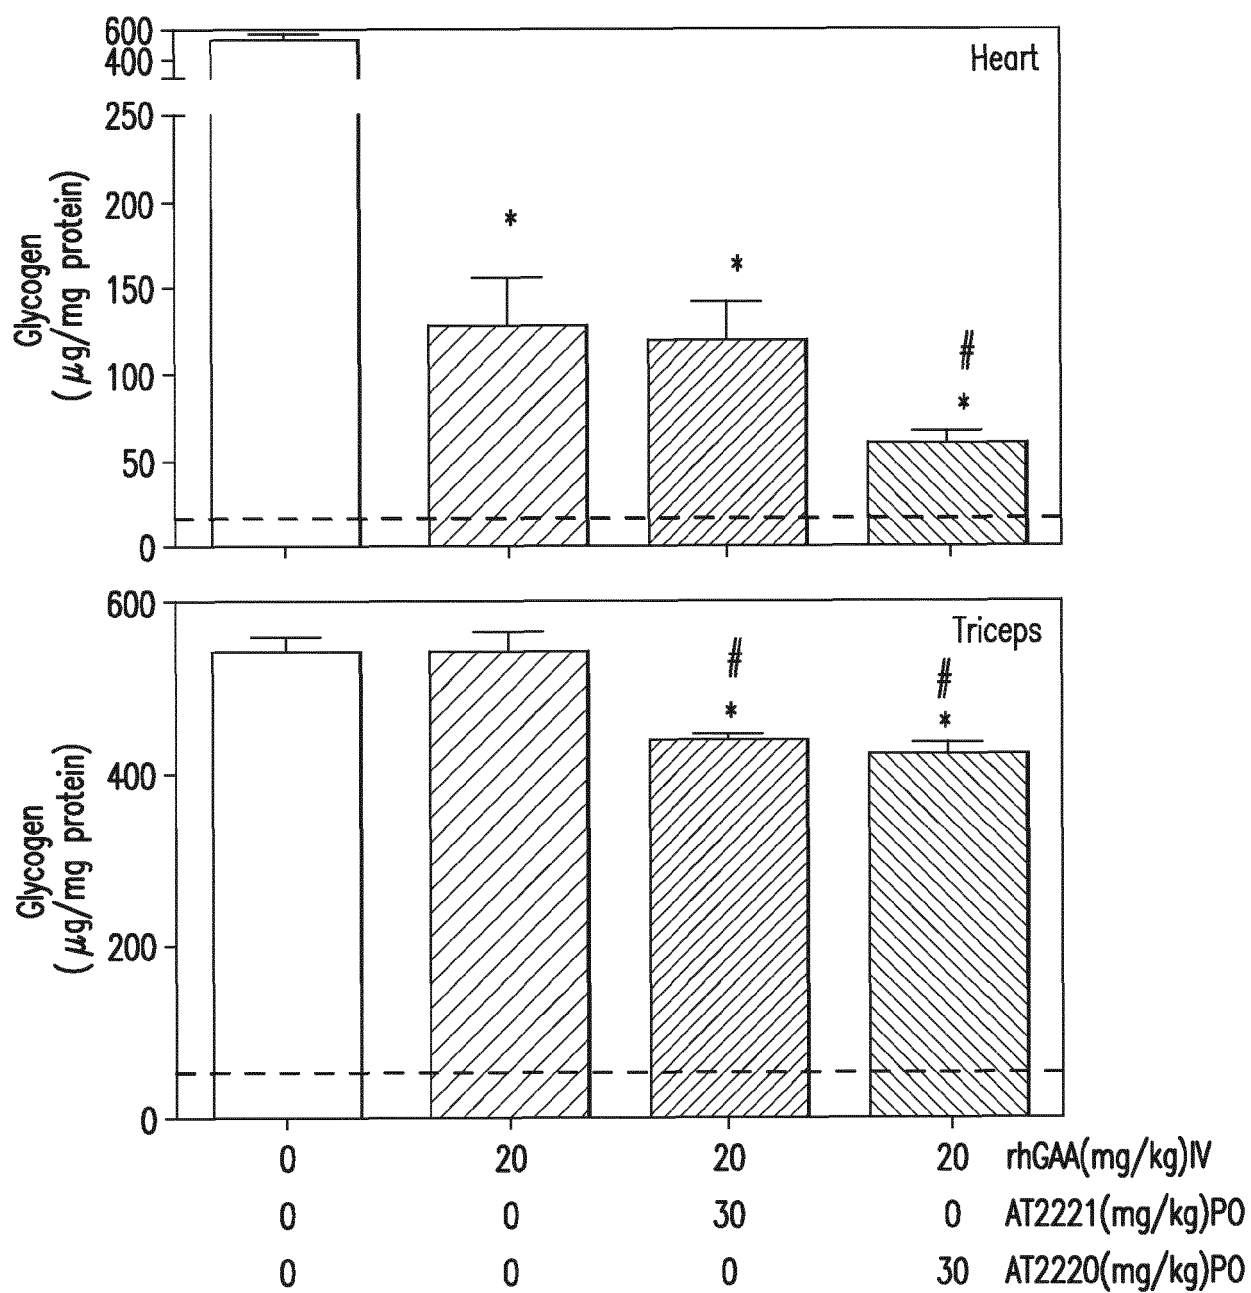 600
400
Heart
250
200
150
100
50
0
Glycogen
(μg/mg protein)
*
*
#
*
600
Triceps
400
200
0
Glycogen
(μg/mg protein)
#
*
#
*
0 20 20 20 rhGAA(mg/kg)IV
0 0 30 0 AT2221(mg/kg)PO
0 0 0 30 AT2220(mg/kg)PO